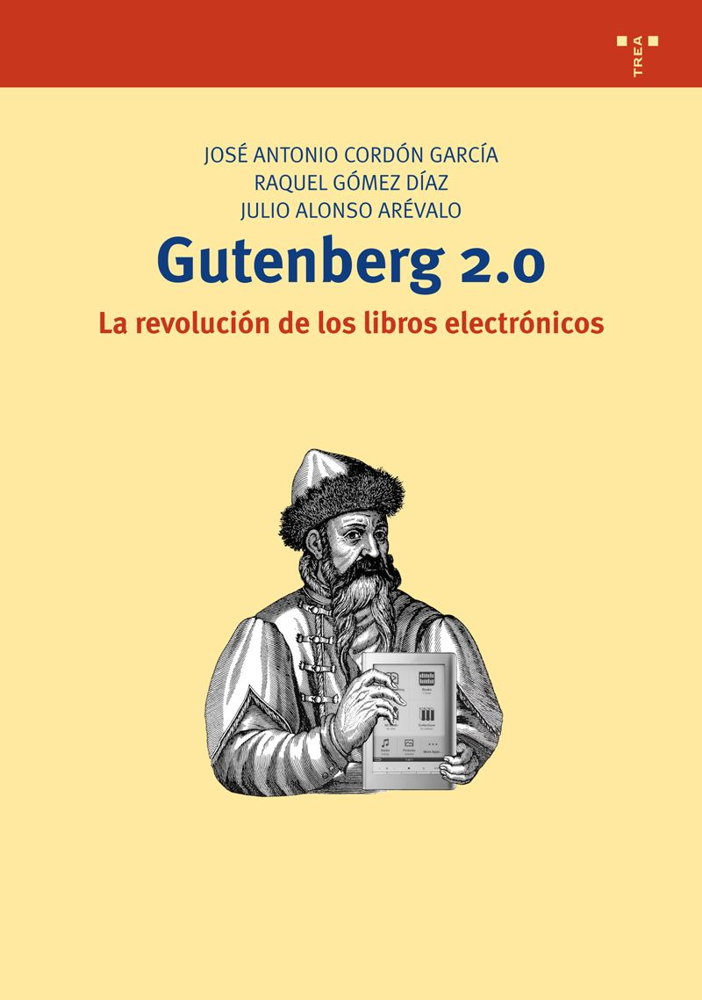 TREA
JOSÉ ANTONIO CORDÓN GARCÍA
RAQUEL GÓMEZ DÍAZ
JULIO ALONSO ARÉVALO
Gutenberg 2.0
La revolución de los libros electrónicos
Books
Collections
Audio
Pictures
More Apps...